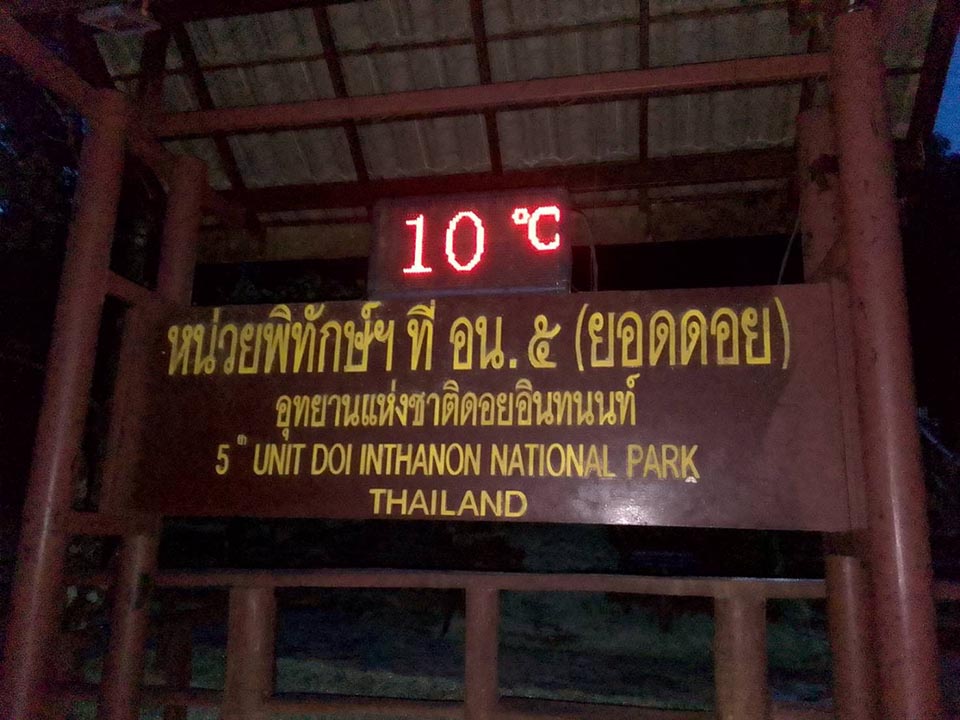 10 °C
หน่วยพิทักษ์ฯ ที่ อน. ๕ (ยอดดอย)
อุทยานแห่งชาติดอยอินทนนท์
5 th UNIT DOI INTHANON NATIONAL PARK
THAILAND